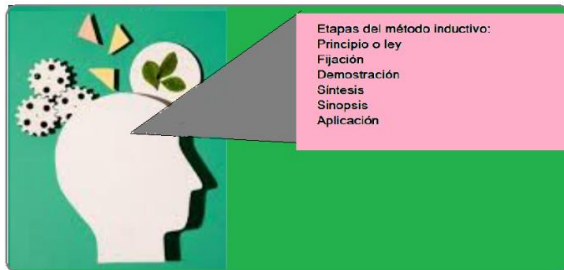 Etapas del método inductivo:
Principio o ley
Fijación
Demostración
Síntesis
Sinopsis
Aplicación